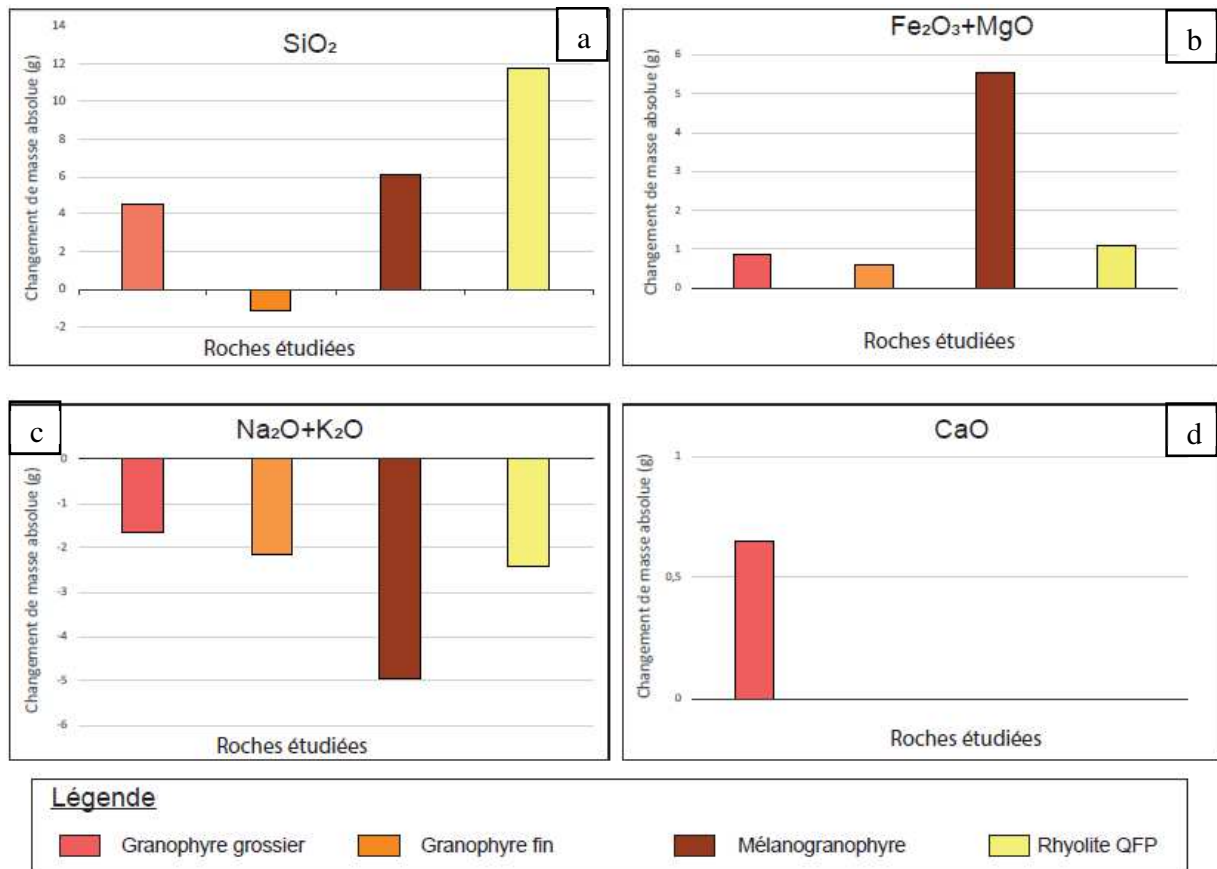 SiO₂
a
Changement de masse absolue (g)
14
12
10
8
6
4
2
0
-2
Roches étudiées
Fe₂O₃+MgO
b
Changement de masse absolue (g)
6
5
4
3
2
1
0
Roches étudiées
c
Na₂O+K₂O
Changement de masse absolue (g)
0
-1
-2
-3
-4
-5
-6
Roches étudiées
CaO
d
Changement de masse absolue (g)
1
0,5
0
Roches étudiées
Légende
Granophyre grossier
Granophyre fin
Mélanogranophyre
Rhyolite QFP